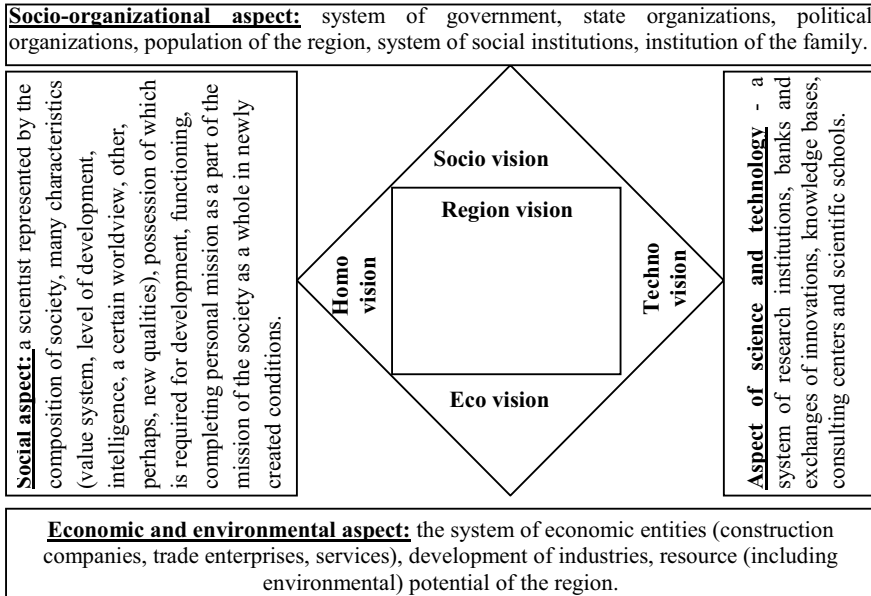 Socio-organizational aspect: system of government, state organizations, political
organizations, population of the region, system of social institutions, institution of the family.
Social aspect: a scientist represented by the
composition of society, many characteristics
(value system, level of development,
intelligence, a certain worldview, other,
perhaps, new qualities), possession of which
is required for development, functioning,
completing personal mission as a part of the
mission of the society as a whole in newly
created conditions.
Socio vision
Region vision
Homo
vision
Techno
vision
Eco vision
Aspect of science and technology - a
system of research institutions, banks and
exchanges of innovations, knowledge bases,
consulting centers and scientific schools.
Economic and environmental aspect: the system of economic entities (construction
companies, trade enterprises, services), development of industries, resource (including
environmental) potential of the region.